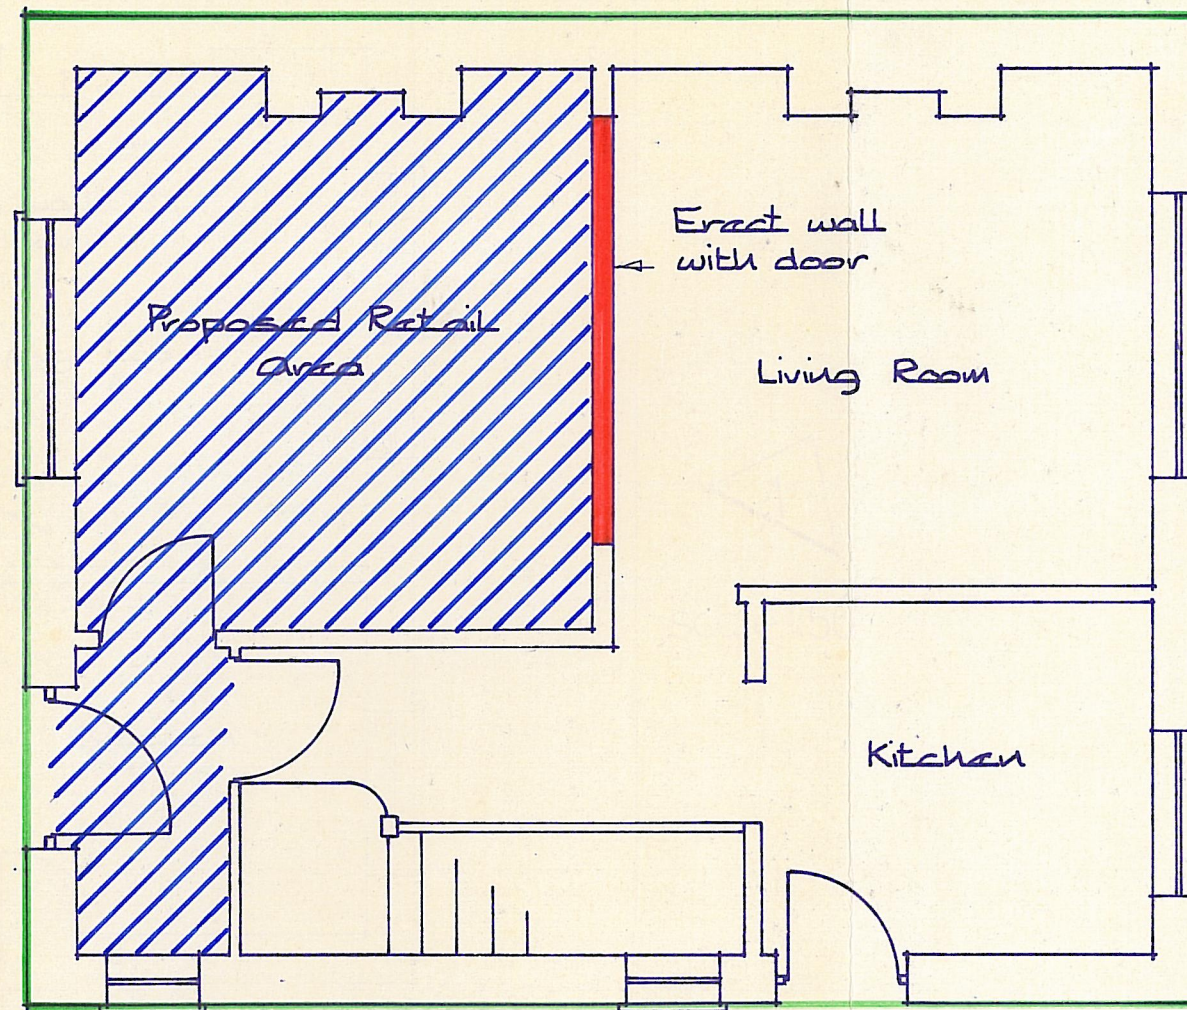 Erect wall
with door
Proposed Retail
Area
Living Room
Kitchen